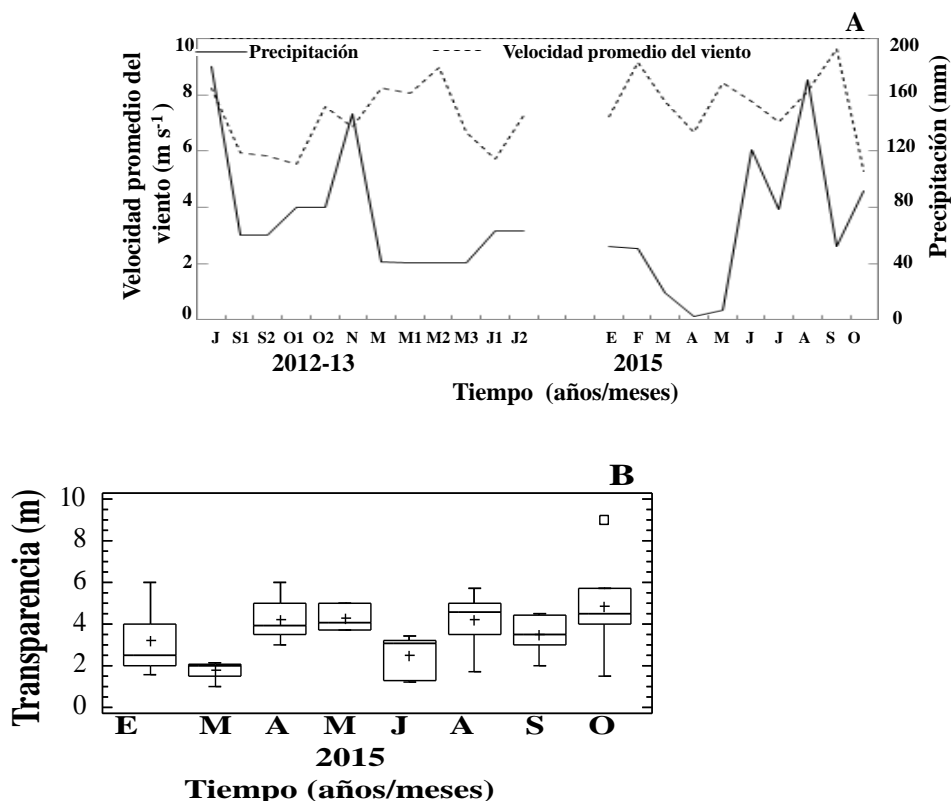 A
Precipitación
Velocidad promedio del viento
Velocidad promedio del
viento (m s-1)
10
8
6
4
2
0
200
160
120
80
40
0
Precipitación (mm)
J S1 S2 O1 O2 N M M1 M2 M3 J1 J2 E F M A M J J A S O
2012-13 2015
Tiempo (años/meses)
B
Transparencia (m)
10
8
6
4
2
0
E M A M J A S O
2015
Tiempo (años/meses)